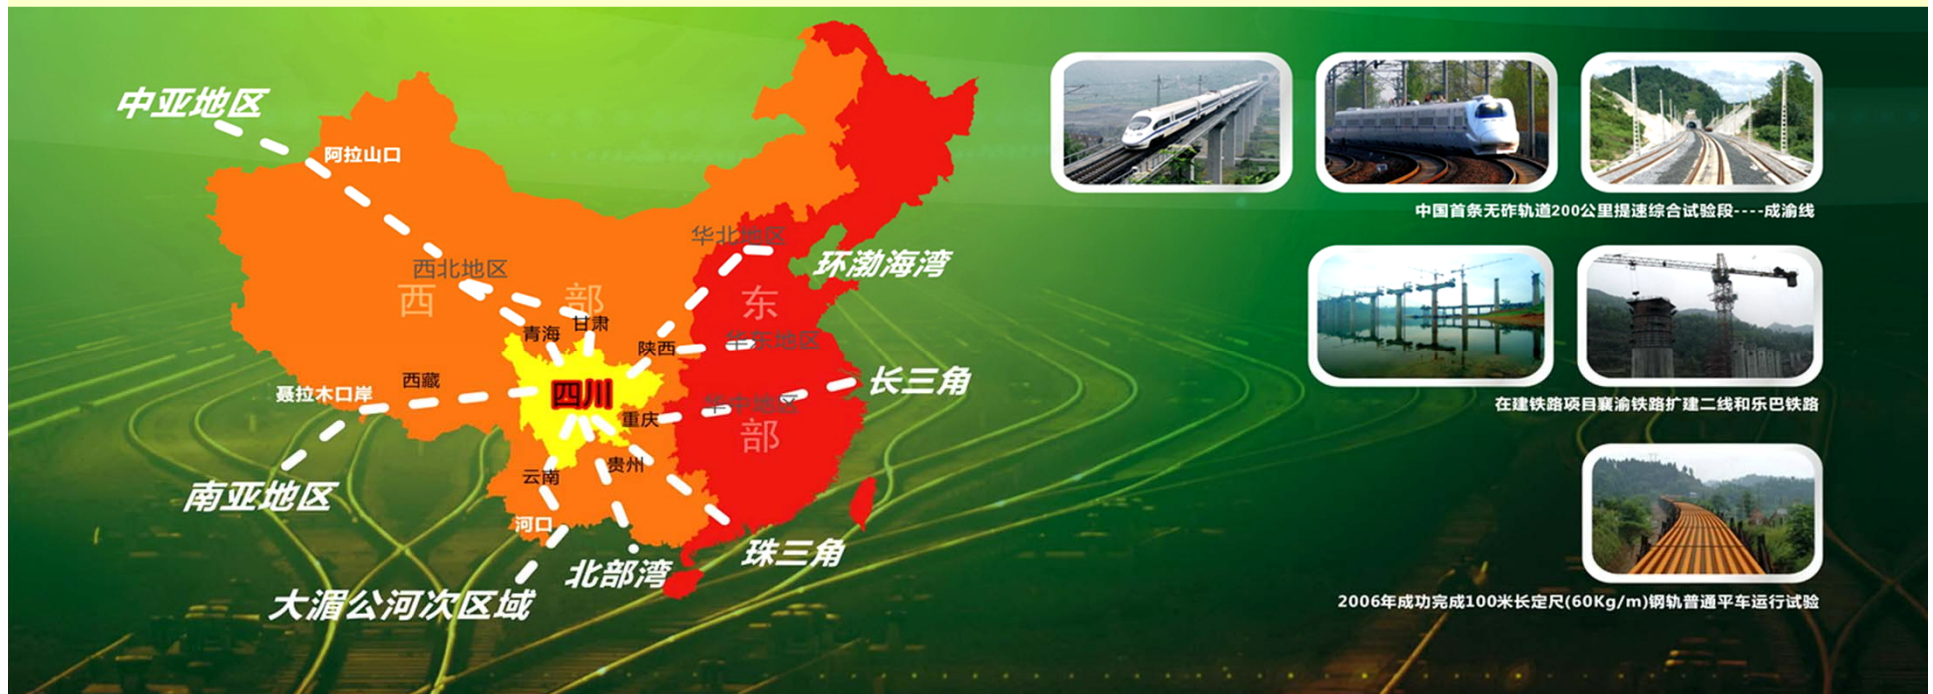 中亚地区
阿拉山口
华北地区
环渤海湾
西北地区
西部
东部
青海
甘肃
陕西
华东地区
西藏
四川
长三角
聂拉木口岸
华中地区
重庆
贵州
云南
南亚地区
河口
珠三角
北部湾
大湄公河次区域
中国首条无砟轨道200公里提速综合试验段----成渝线
在建铁路项目襄渝铁路扩建二线和乐巴铁路
2006年成功完成100米长定尺(60Kg/m)钢轨普通平车运行试验